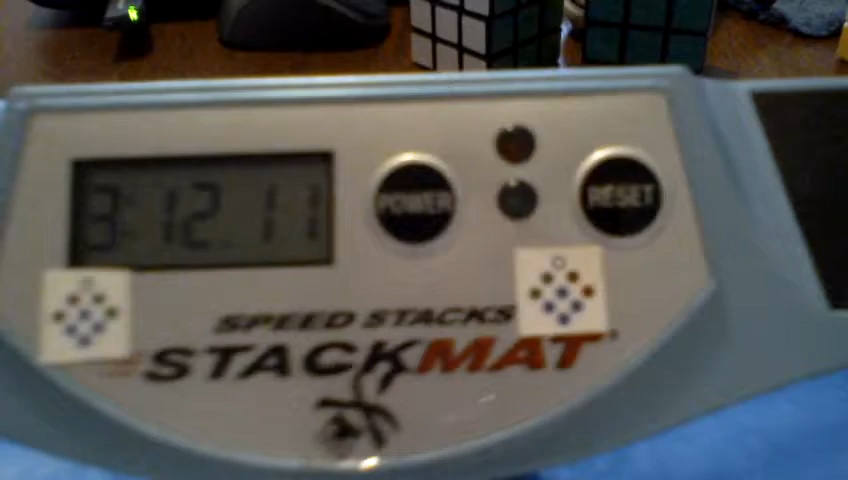 3:12.11
POWER
RESET
SPEED STACKS
STACKMAT